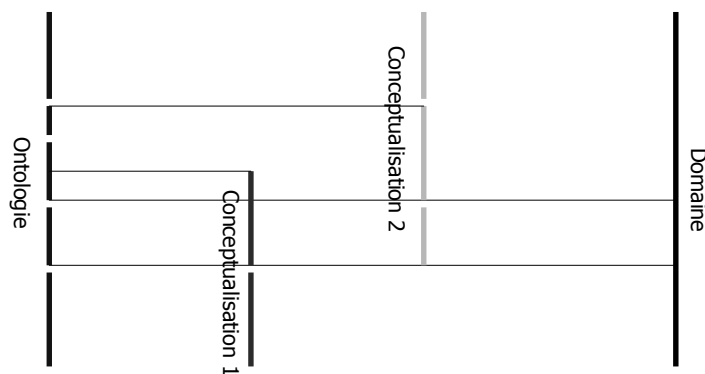 Ontologie
Conceptualisation 1
Conceptualisation 2
Domaine